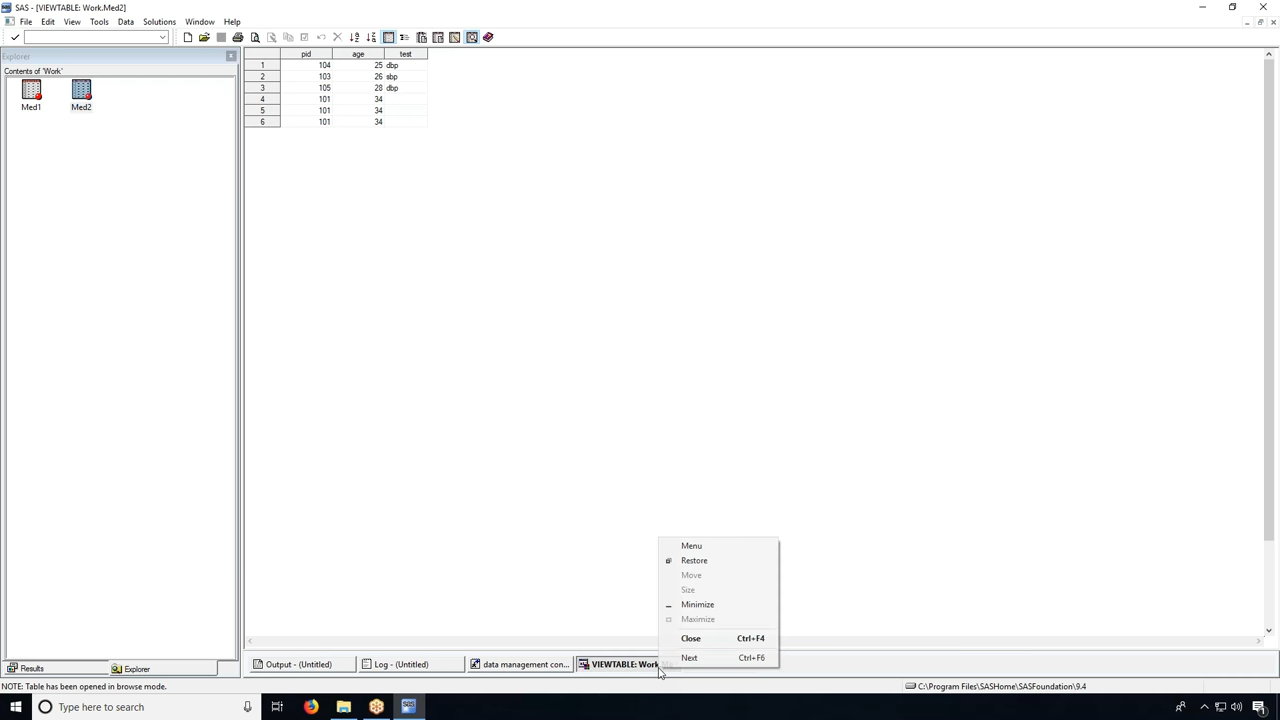 SAS - [VIEWTABLE: Work.Med2]
File Edit View Tools Data Solutions Window Help
Explorer
Contents of 'Work'
Med1 Med2
pid age test
1 104 25 dbp
2 103 26 sbp
3 105 28 dbp
4 101 34
5 101 34
6 101 34
Menu
Restore
Move
Size
Minimize
Maximize
Close Ctrl+F4
Next Ctrl+F6
Results Explorer Output - (Untitled) Log - (Untitled) data management con... VIEWTABLE: Work
NOTE: Table has been opened in browse mode. C:\Program Files\SASHome\SASFoundation\9.4
Type here to search